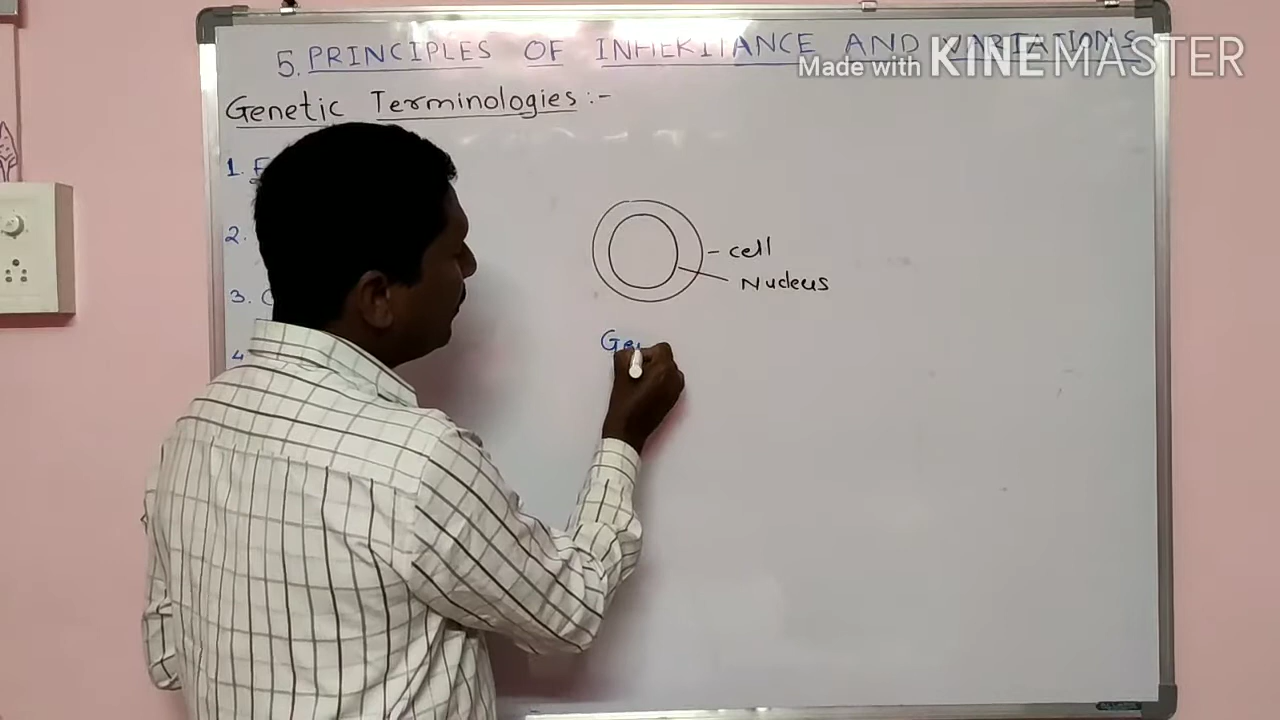 5. PRINCIPLES OF INHERITANCE AND VARIATIONS
Made with KINEMASTER
Genetic Terminologies :-
1. F
2.
3.
4
cell
Nucleus
Ge